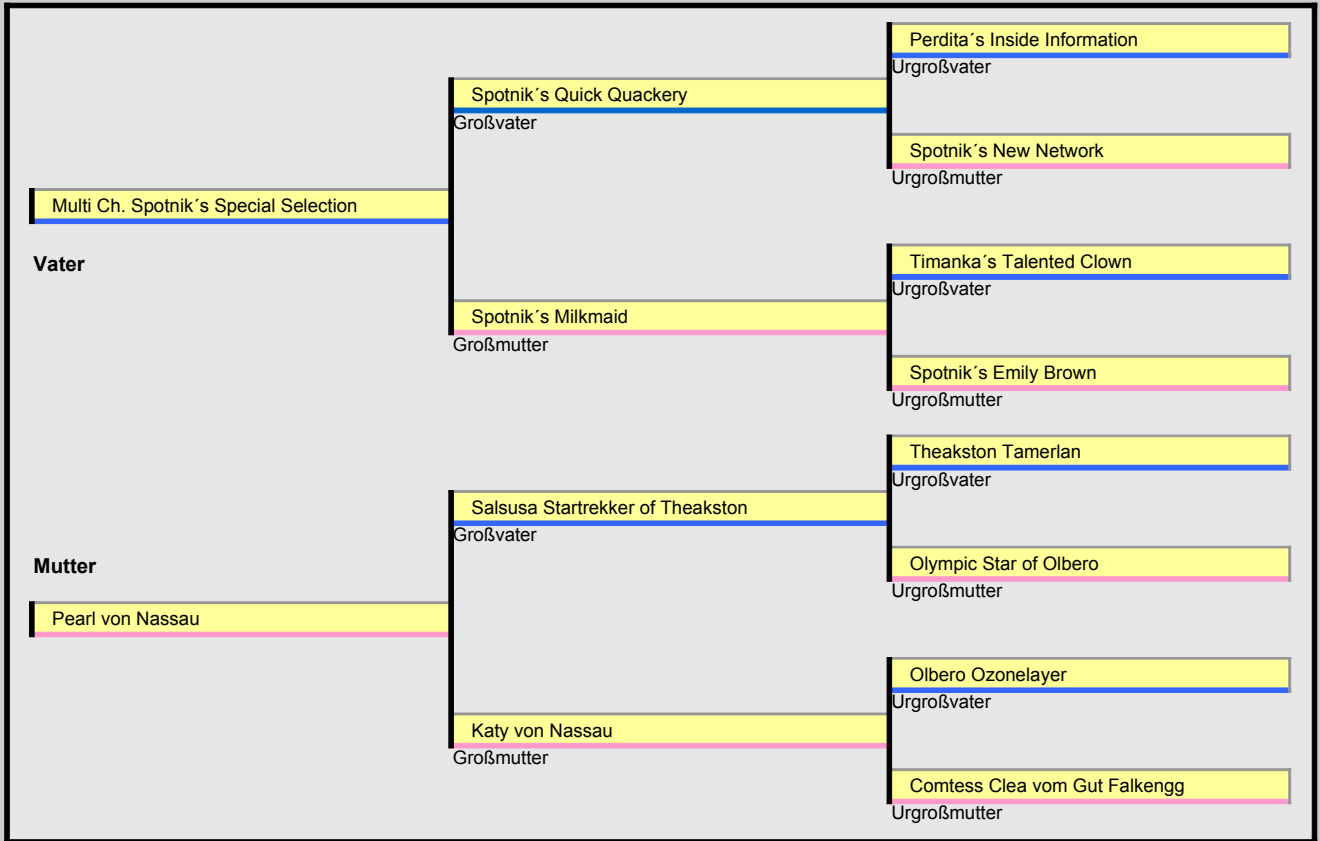 Perdita´s Inside Information
Urgroßvater
Spotnik´s Quick Quackery
Großvater
Spotnik´s New Network
Urgroßmutter
Multi Ch. Spotnik´s Special Selection
Vater
Timanka´s Talented Clown
Urgroßvater
Spotnik´s Milkmaid
Großmutter
Spotnik´s Emily Brown
Urgroßmutter
Theakston Tamerlan
Urgroßvater
Salsusa Startrekker of Theakston
Großvater
Mutter
Olympic Star of Olbero
Urgroßmutter
Pearl von Nassau
Olbero Ozonelayer
Urgroßvater
Katy von Nassau
Großmutter
Comtess Clea vom Gut Falkengg
Urgroßmutter